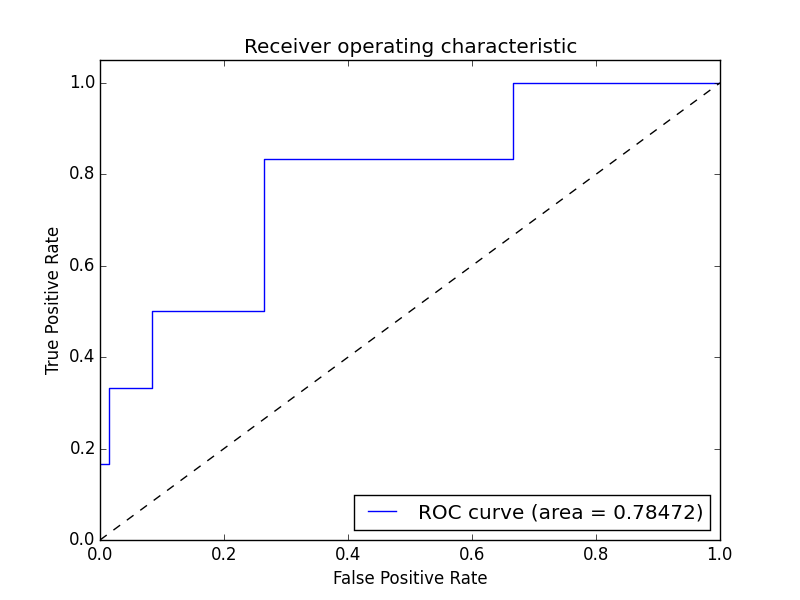 Receiver operating characteristic
1.0
0.8
0.6
0.4
0.2
0.0
True Positive Rate
ROC curve (area = 0.78472)
0.0 0.2 0.4 0.6 0.8 1.0
False Positive Rate